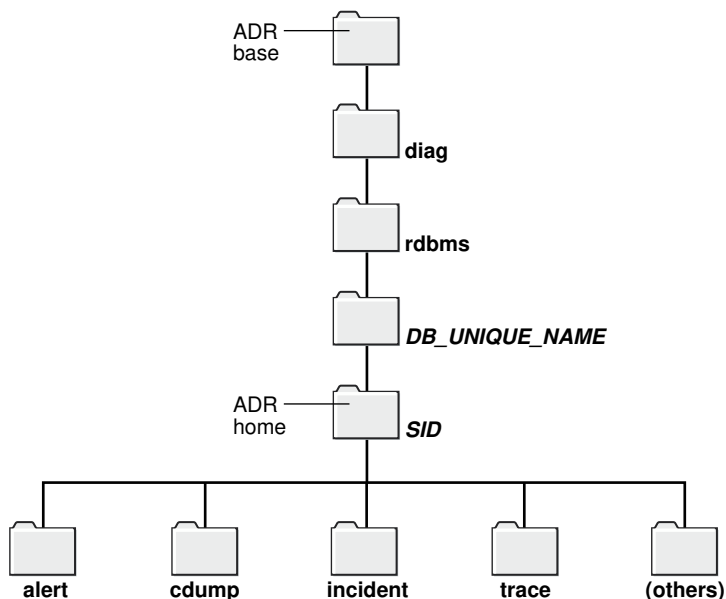 ADR
base
diag
rdbms
DB_UNIQUE_NAME
ADR
home
SID
alert
cdump
incident
trace
(others)